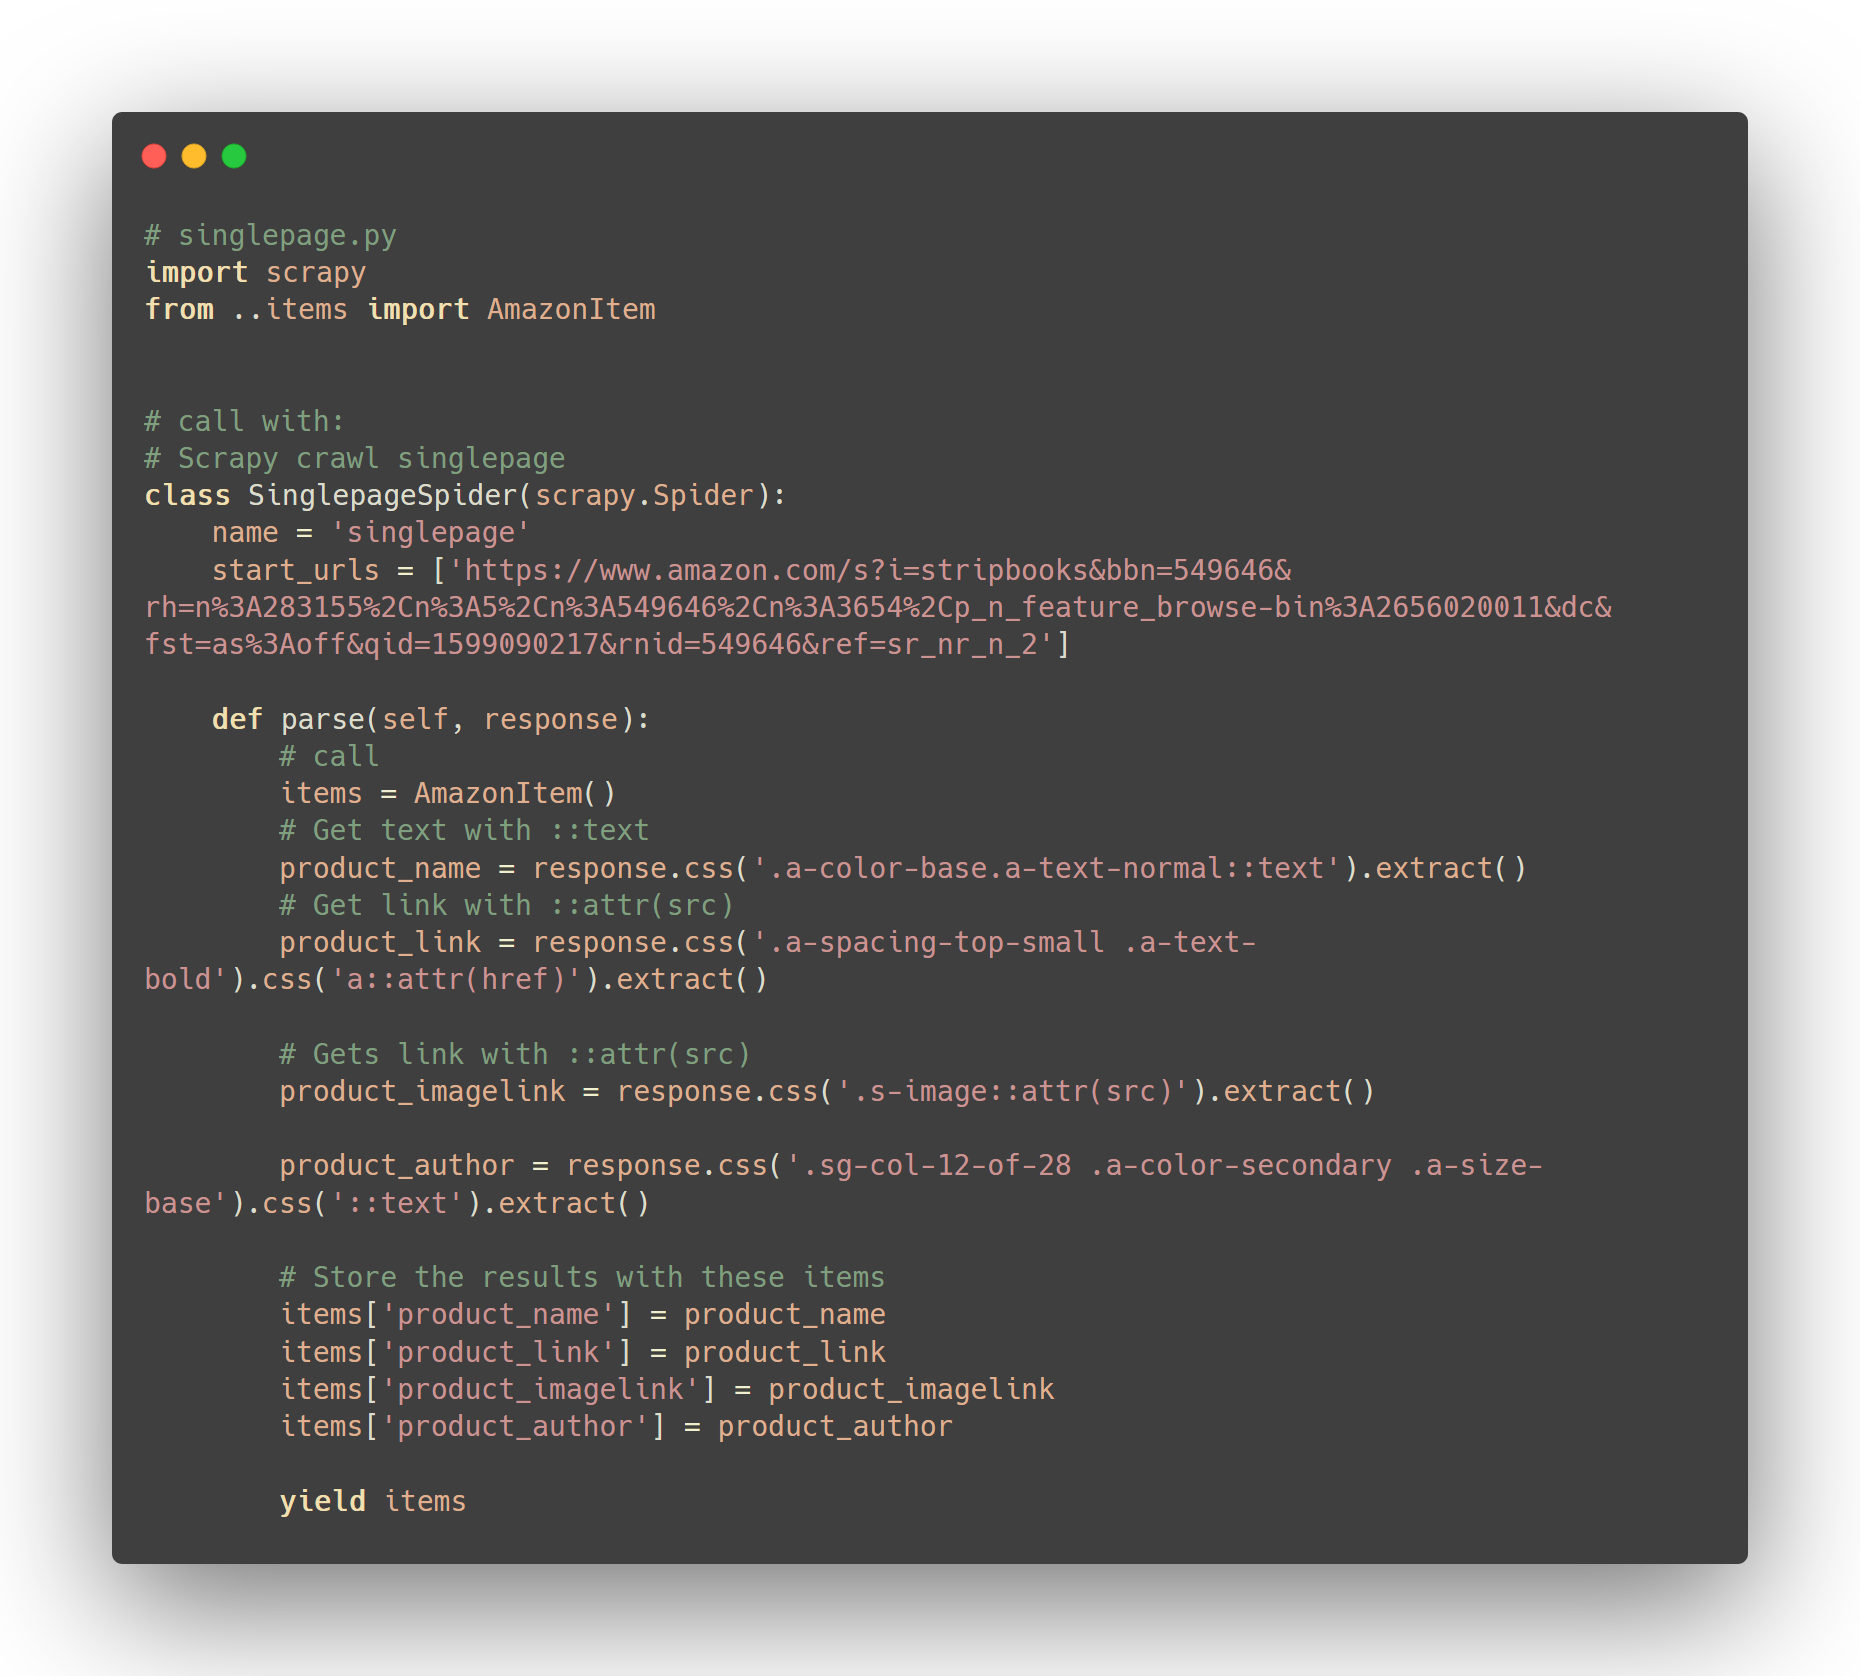 # singlepage.py
import scrapy
from ..items import AmazonItem
# call with:
# Scrapy crawl singlepage
class SinglepageSpider(scrapy.Spider):
    name = 'singlepage'
    start_urls = ['https://www.amazon.com/s?i=stripbooks&bbn=549646&
rh=n%3A283155%2Cn%3A5%2Cn%3A549646%2Cn%3A3654%2Cp_n_feature_browse-bin%3A2656020011&dc&
fst=as%3Aoff&qid=1599090217&rnid=549646&ref=sr_nr_n_2']
    def parse(self, response):
        # call
        items = AmazonItem()
        # Get text with ::text
        product_name = response.css('.a-color-base.a-text-normal::text').extract()
        # Get link with ::attr(src)
        product_link = response.css('.a-spacing-top-small .a-text-
bold').css('a::attr(href)').extract()
        # Gets link with ::attr(src)
        product_imagelink = response.css('.s-image::attr(src)').extract()
        product_author = response.css('.sg-col-12-of-28 .a-color-secondary .a-size-
base').css('::text').extract()
        # Store the results with these items
        items['product_name'] = product_name
        items['product_link'] = product_link
        items['product_imagelink'] = product_imagelink
        items['product_author'] = product_author
        yield items